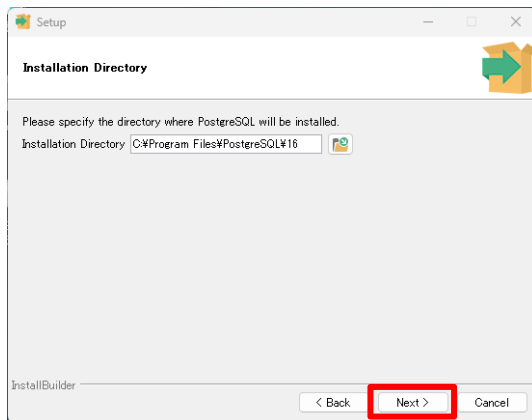 Setup
Installation Directory
Please specify the directory where PostgreSQL will be installed.
Installation Directory C:¥Program Files¥PostgreSQL¥16
InstallBuilder
< Back Next > Cancel